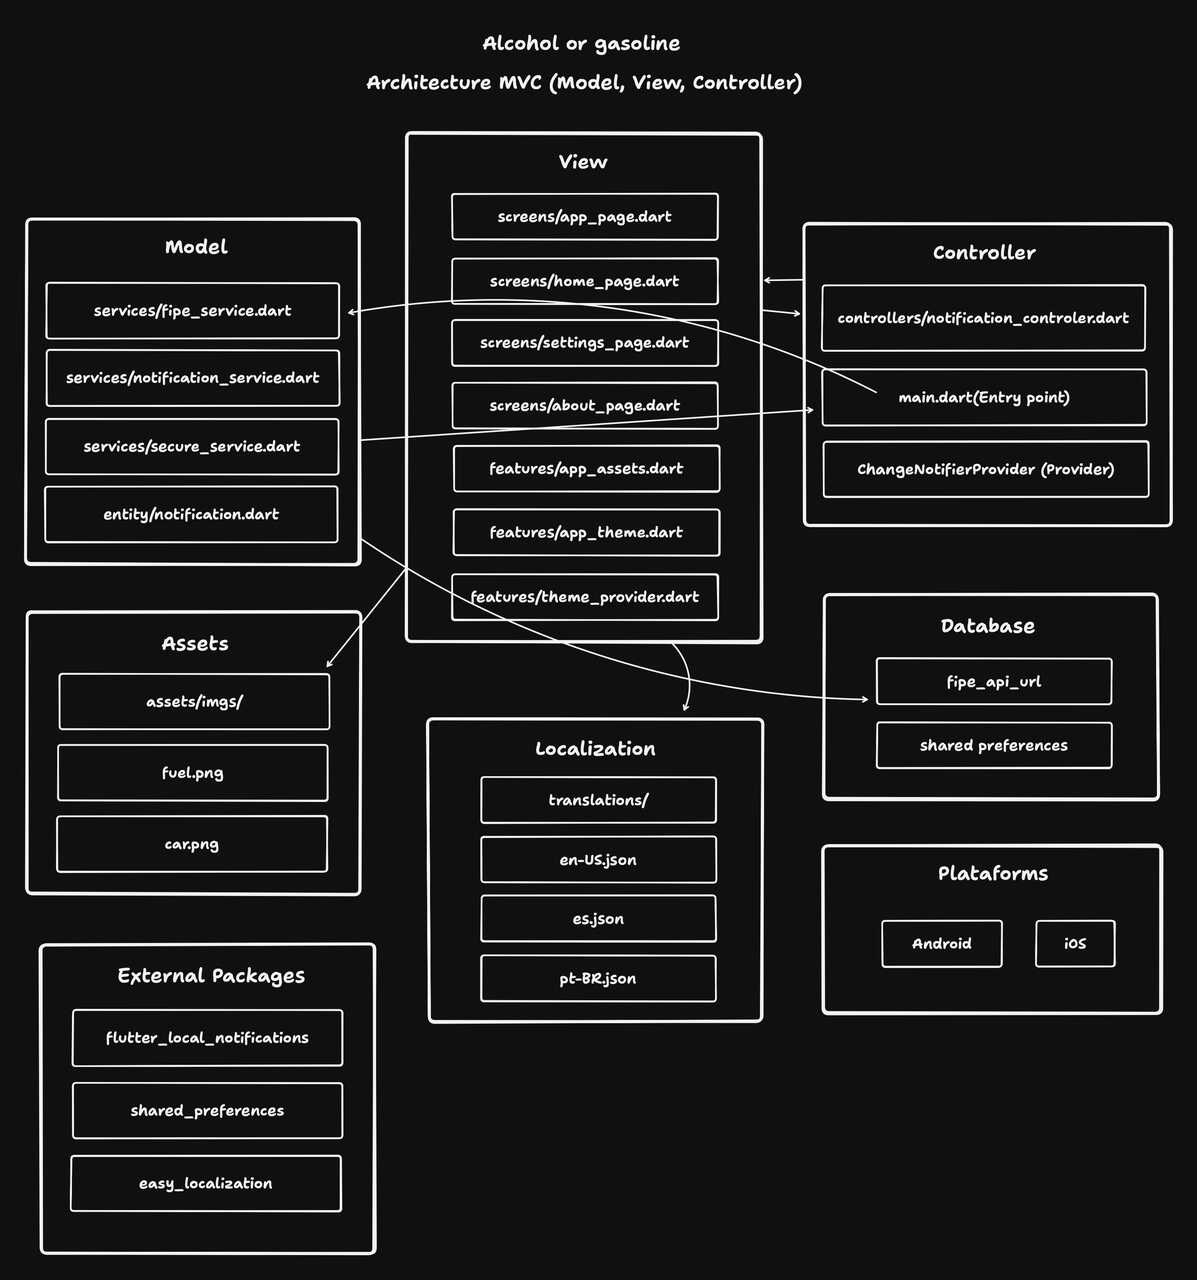 Alcohol or gasoline
Architecture MVC (Model, View, Controller)
View
screens/app_page.dart
screens/home_page.dart
screens/settings_page.dart
screens/about_page.dart
features/app_assets.dart
features/app_theme.dart
features/theme_provider.dart
Model
services/fipe_service.dart
services/notification_service.dart
services/secure_service.dart
entity/notification.dart
Controller
controllers/notification_controler.dart
main.dart(Entry point)
ChangeNotifierProvider (Provider)
Assets
assets/imgs/
fuel.png
car.png
Database
fipe_api_url
shared preferences
Localization
translations/
en-US.json
es.json
pt-BR.json
Plataforms
Android
iOS
External Packages
flutter_local_notifications
shared_preferences
easy_localization